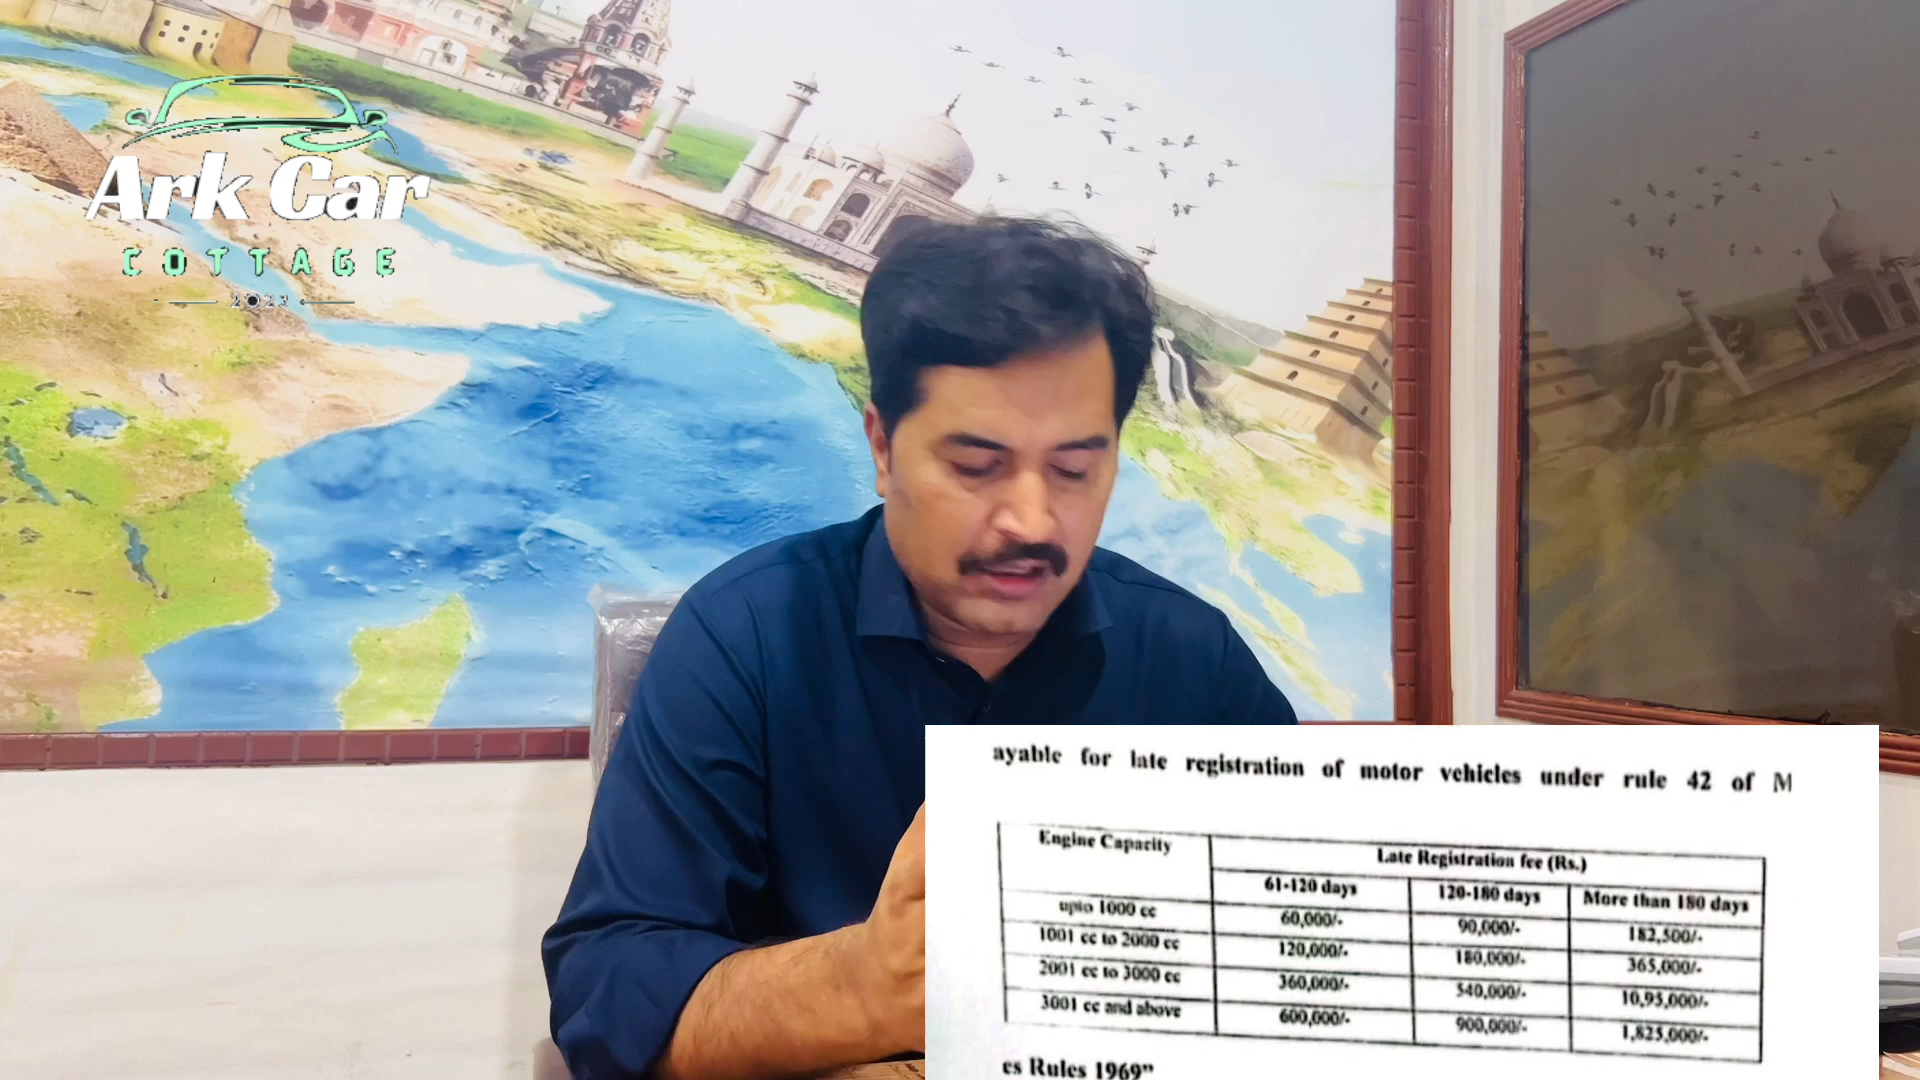 Ark Car
COTTAGE
2023
ayable for late registration of motor vehicles under rule 42 of M
Engine Capacity
Late Registration fee (Rs.)
61-120 days 120-180 days More than 180 days
upto 1000 cc 60,000/- 90,000/- 182,500/-
1001 cc to 2000 cc 120,000/- 180,000/- 365,000/-
2001 cc to 3000 cc 360,000/- 540,000/- 10,95,000/-
3001 cc and above 600,000/- 900,000/- 1,825,000/-
es Rules 1969”